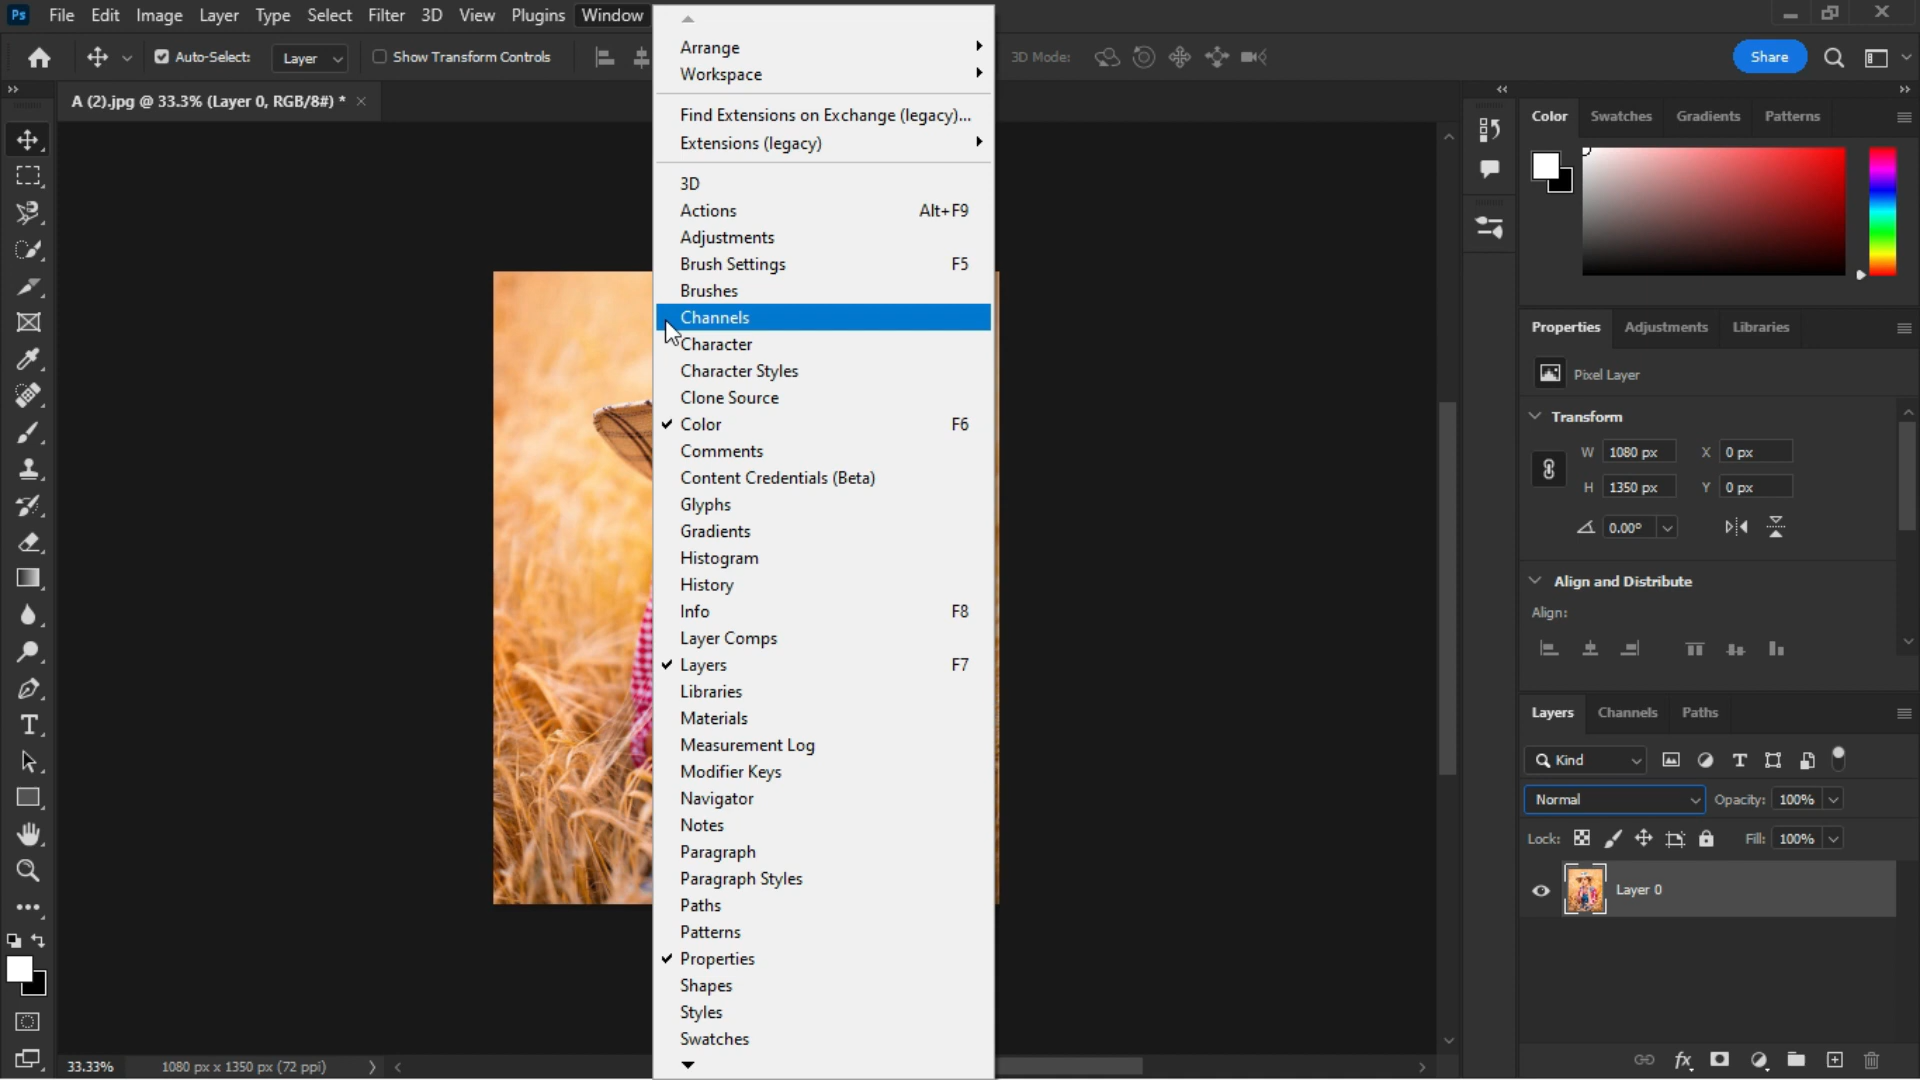 Ps File Edit Image Layer Type Select Filter 3D View Plugins Window
Auto-Select: Layer Show Transform Controls 3D Mode: Share
A (2).jpg @ 33.3% (Layer 0, RGB/8#) *
Arrange
Workspace
Find Extensions on Exchange (legacy)...
Extensions (legacy)
3D
Actions Alt+F9
Adjustments
Brush Settings F5
Brushes
Channels
Character
Character Styles
Clone Source
Color F6
Comments
Content Credentials (Beta)
Glyphs
Gradients
Histogram
History
Info F8
Layer Comps
Layers F7
Libraries
Materials
Measurement Log
Modifier Keys
Navigator
Notes
Paragraph
Paragraph Styles
Paths
Patterns
Properties
Shapes
Styles
Swatches
Color Swatches Gradients Patterns
Properties Adjustments Libraries
Pixel Layer
Transform
W 1080 px X 0 px
H 1350 px Y 0 px
0.00°
Align and Distribute
Align:
Layers Channels Paths
Kind
Normal Opacity: 100%
Lock: Fill: 100%
Layer 0
33.33% 1080 px x 1350 px (72 ppi)